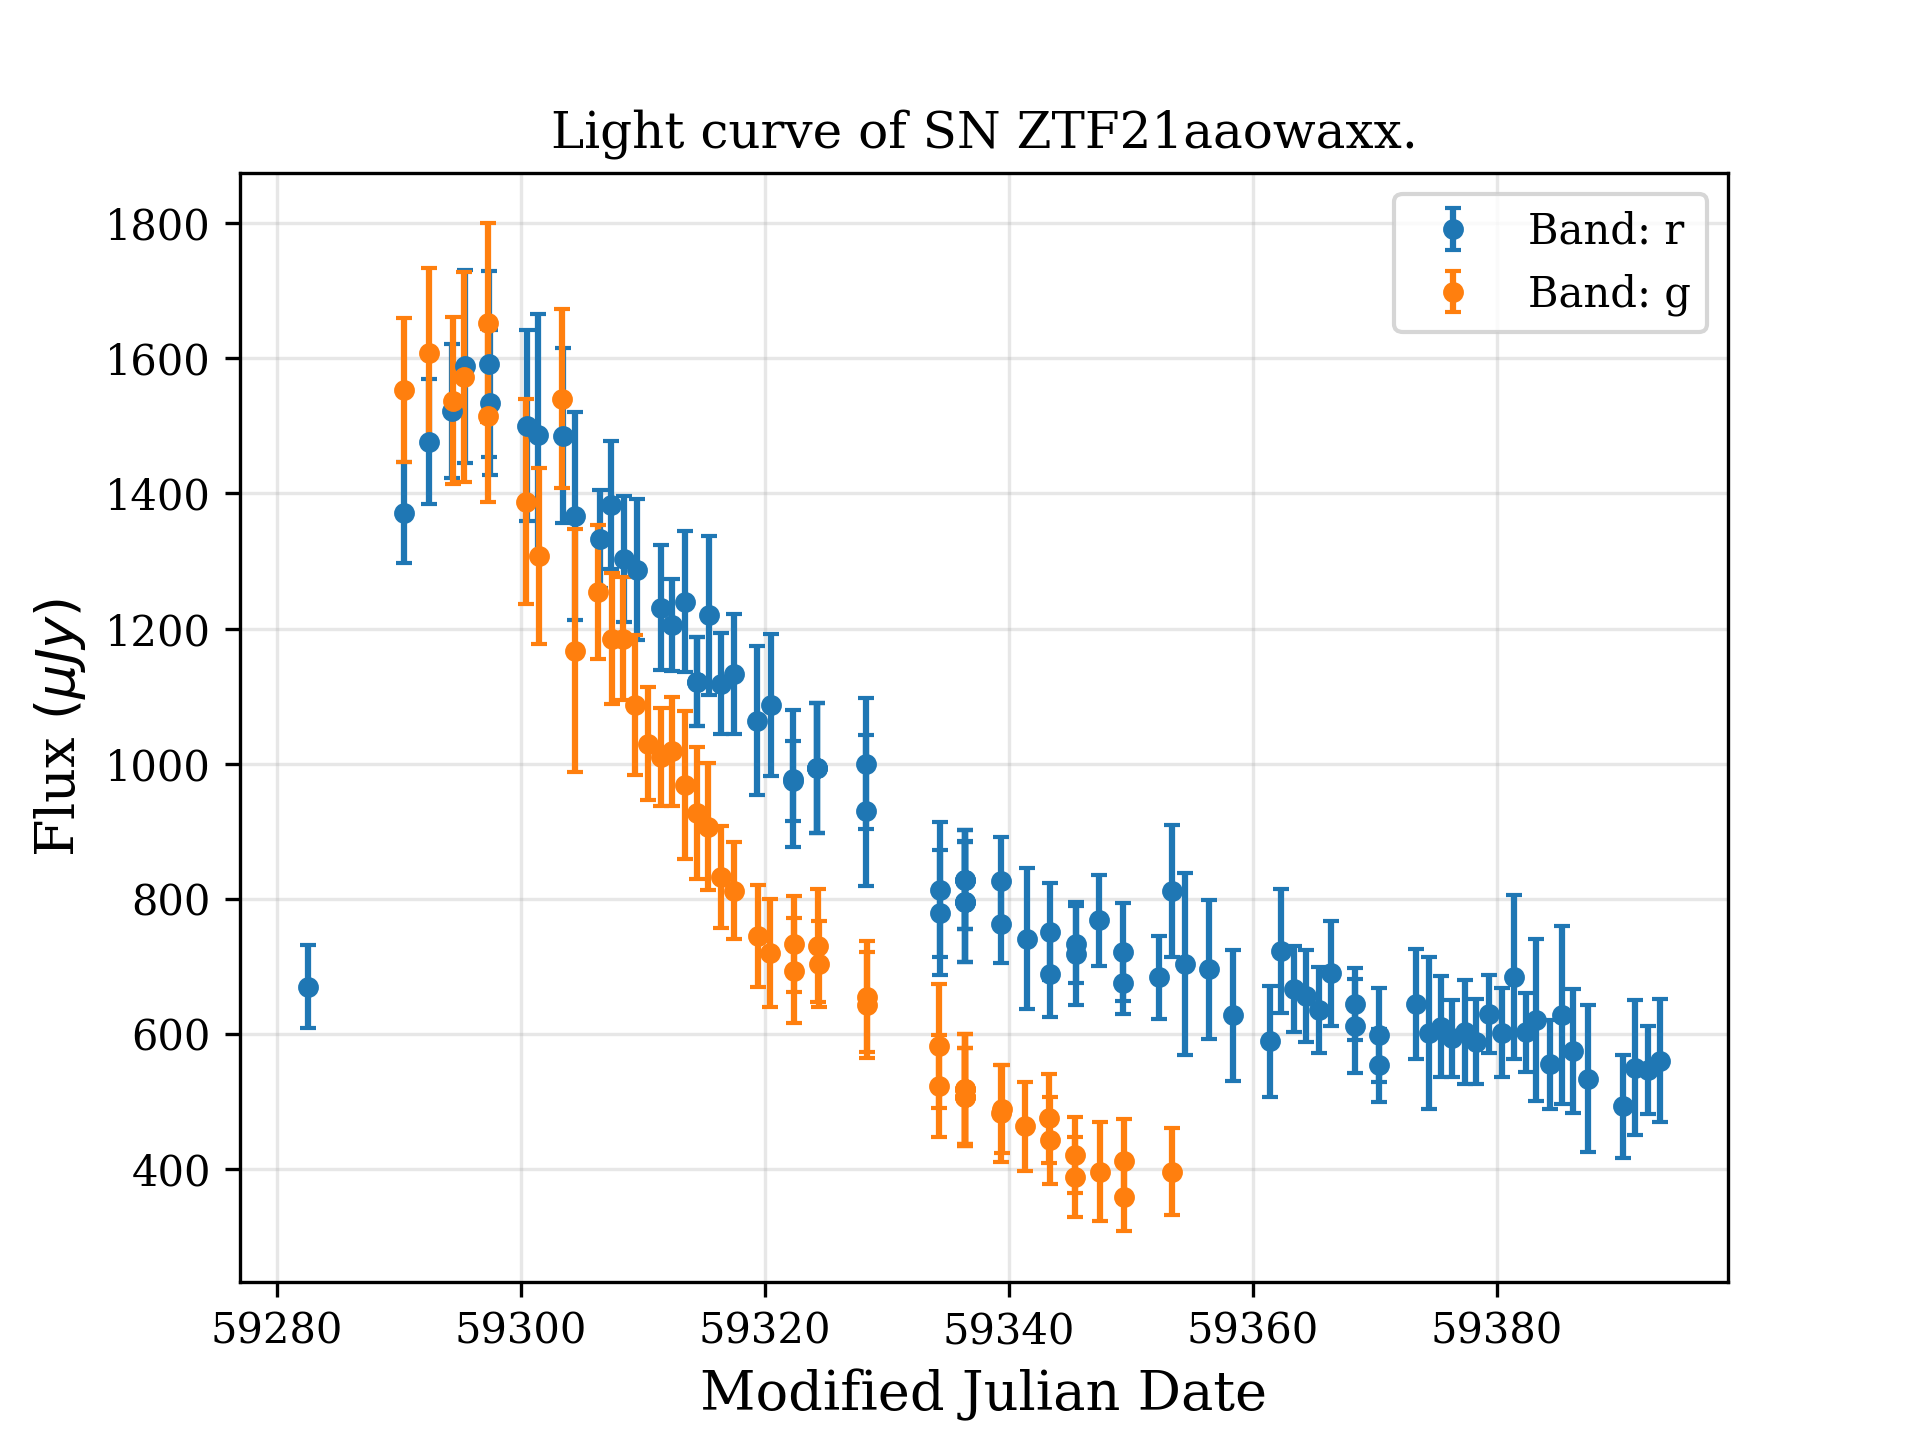 Light curve of SN ZTF21aaowaxx.
Band: r
Band: g
1800
1600
1400
1200
1000
800
600
400
Flux (μJy)
59280 59300 59320 59340 59360 59380
Modified Julian Date